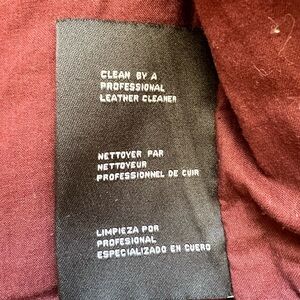 CLEAN BY A
PROFESSIONAL
LEATHER CLEANER
NETTOYER PAR
NETTOYEUR
PROFESSIONNEL DE CUIR
LIMPIEZA POR
PROFESIONAL
ESPECIALIZADO EN CUERO